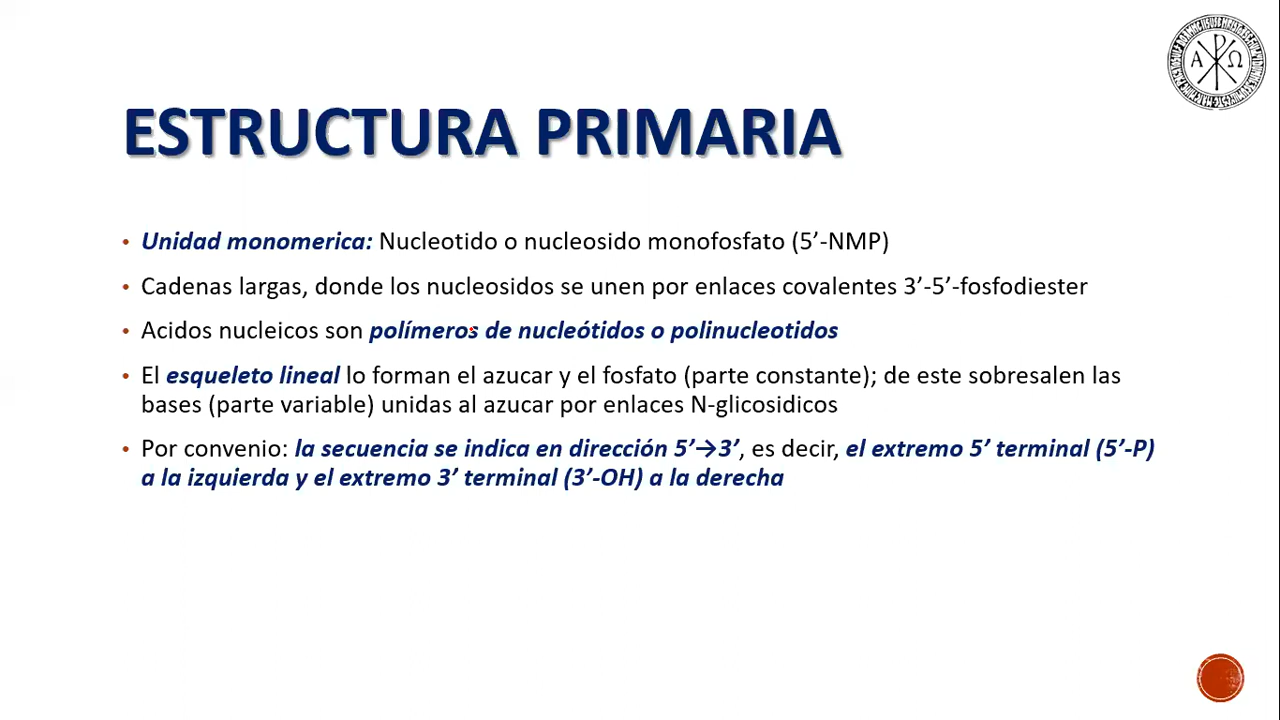 ESTRUCTURA PRIMARIA
• Unidad monomerica: Nucleotido o nucleosido monofosfato (5’-NMP)
• Cadenas largas, donde los nucleosidos se unen por enlaces covalentes 3’-5’-fosfodiester
• Acidos nucleicos son polímeros de nucleótidos o polinucleotidos
• El esqueleto lineal lo forman el azucar y el fosfato (parte constante); de este sobresalen las
bases (parte variable) unidas al azucar por enlaces N-glicosidicos
• Por convenio: la secuencia se indica en dirección 5’→3’, es decir, el extremo 5’ terminal (5’-P)
a la izquierda y el extremo 3’ terminal (3’-OH) a la derecha